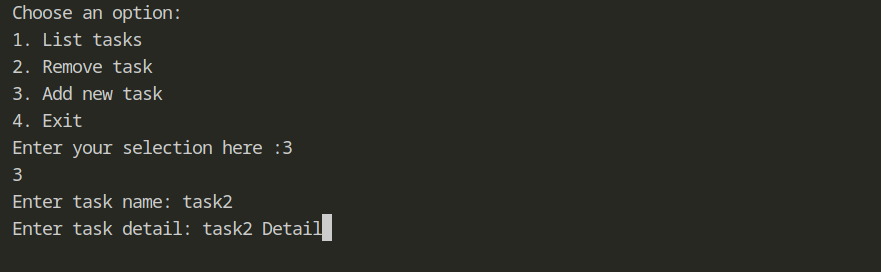 Choose an option:
1. List tasks
2. Remove task
3. Add new task
4. Exit
Enter your selection here :3
3
Enter task name: task2
Enter task detail: task2 Detail